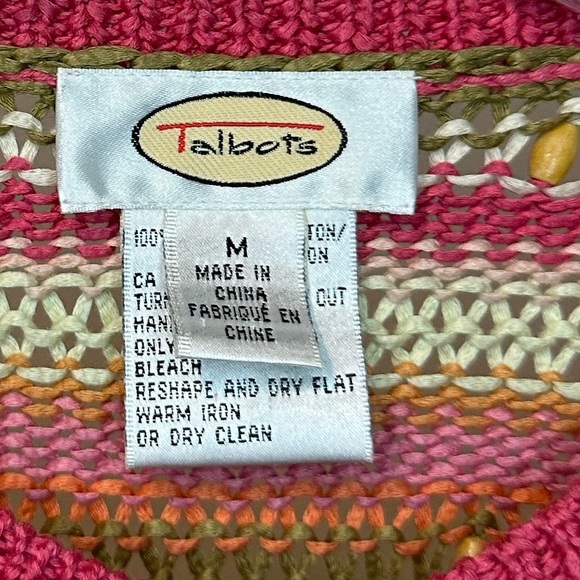 Talbots
M
MADE IN
CHINA
FABRIQUÉ EN
CHINE
100% TON/
ON
CA
TURN OUT
HAN
ONLY
BLEACH
RESHAPE AND DRY FLAT
WARM IRON
OR DRY CLEAN